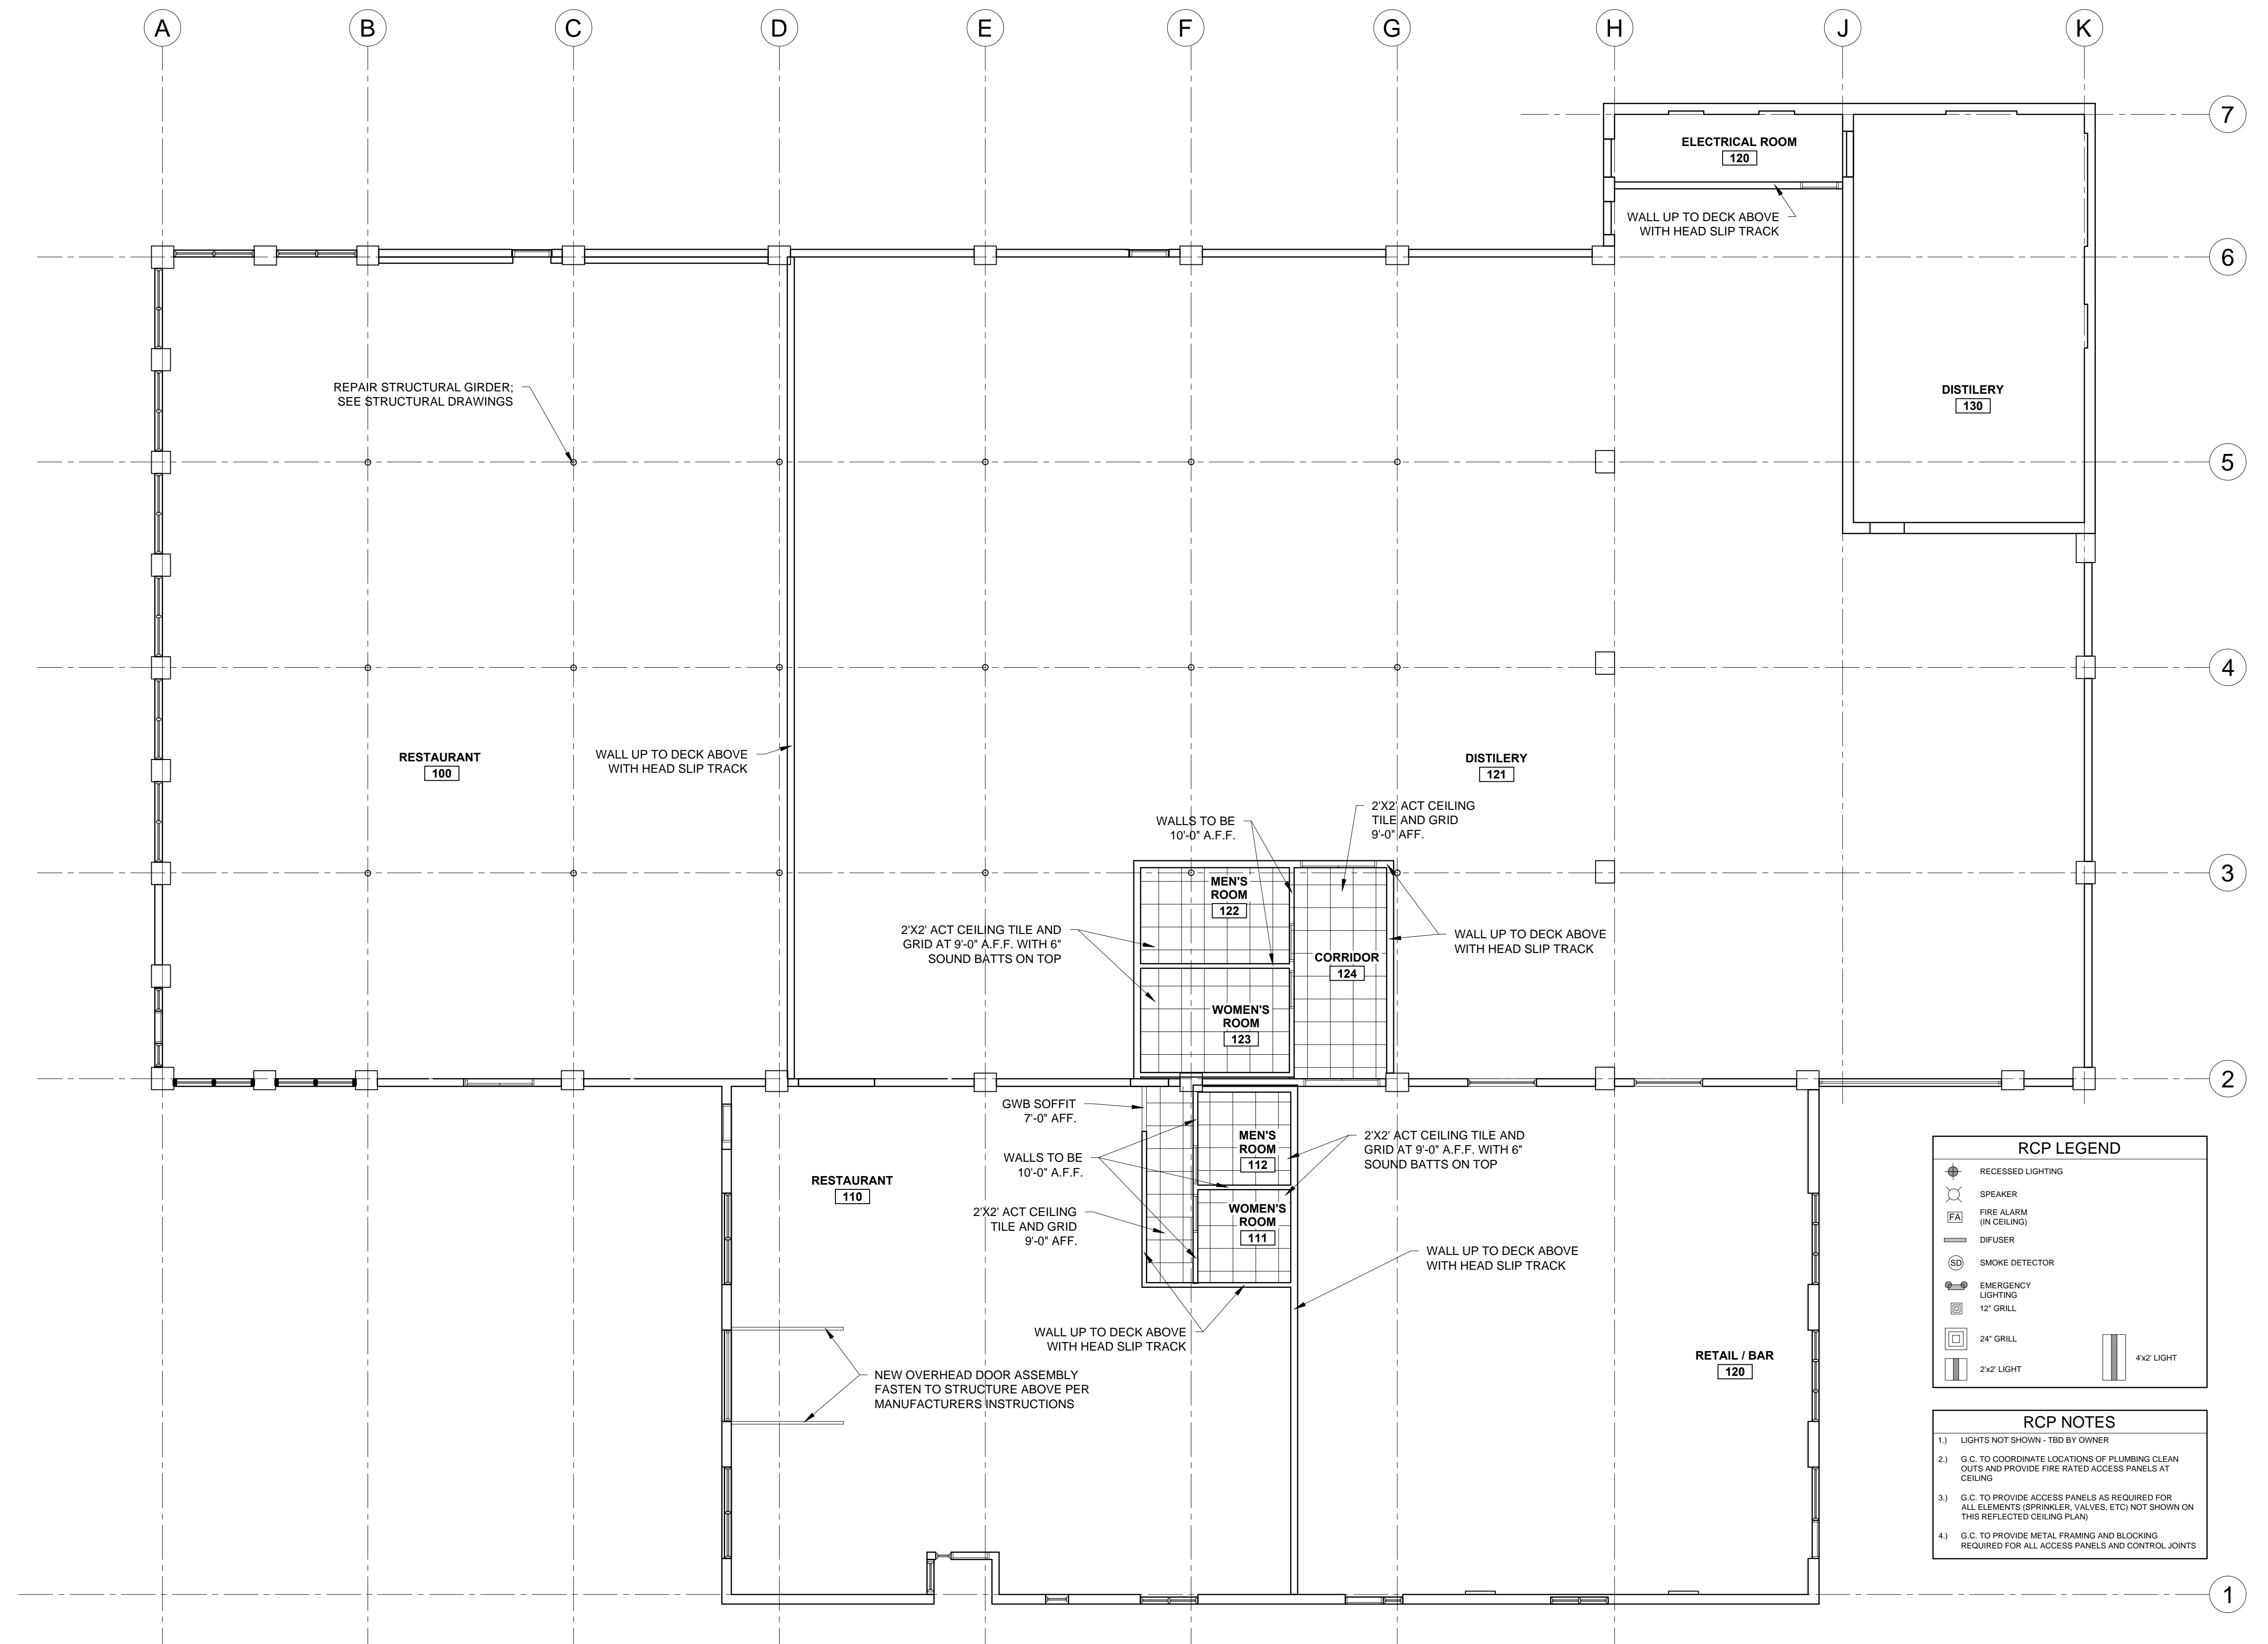 A
B
C
D
E
F
G
H
J
K
7
ELECTRICAL ROOM
120
WALL UP TO DECK ABOVE
WITH HEAD SLIP TRACK
6
REPAIR STRUCTURAL GIRDER;
SEE STRUCTURAL DRAWINGS
DISTILERY
130
5
4
RESTAURANT
100
WALL UP TO DECK ABOVE
WITH HEAD SLIP TRACK
DISTILERY
121
WALLS TO BE
10'-0" A.F.F.
2'X2' ACT CEILING
TILE AND GRID
9'-0" AFF.
3
MEN'S
ROOM
122
2'X2' ACT CEILING TILE AND
GRID AT 9'-0" A.F.F. WITH 6"
SOUND BATTS ON TOP
WALL UP TO DECK ABOVE
WITH HEAD SLIP TRACK
CORRIDOR
124
WOMEN'S
ROOM
123
2
GWB SOFFIT
7'-0" AFF.
MEN'S
ROOM
112
2'X2' ACT CEILING TILE AND
GRID AT 9'-0" A.F.F. WITH 6"
SOUND BATTS ON TOP
WALLS TO BE
10'-0" A.F.F.
RESTAURANT
110
2'X2' ACT CEILING
TILE AND GRID
9'-0" AFF.
WOMEN'S
ROOM
111
WALL UP TO DECK ABOVE
WITH HEAD SLIP TRACK
WALL UP TO DECK ABOVE
WITH HEAD SLIP TRACK
RETAIL / BAR
120
NEW OVERHEAD DOOR ASSEMBLY
FASTEN TO STRUCTURE ABOVE PER
MANUFACTURERS INSTRUCTIONS
RCP LEGEND
RECESSED LIGHTING
SPEAKER
FA
FIRE ALARM
(IN CEILING)
DIFUSER
SD
SMOKE DETECTOR
EMERGENCY
LIGHTING
12" GRILL
24" GRILL
2'x2' LIGHT
4'x2' LIGHT
RCP NOTES
1.) LIGHTS NOT SHOWN - TBD BY OWNER
2.) G.C. TO COORDINATE LOCATIONS OF PLUMBING CLEAN
OUTS AND PROVIDE FIRE RATED ACCESS PANELS AT
CEILING
3.) G.C. TO PROVIDE ACCESS PANELS AS REQUIRED FOR
ALL ELEMENTS (SPRINKLER, VALVES, ETC) NOT SHOWN ON
THIS REFLECTED CEILING PLAN)
4.) G.C. TO PROVIDE METAL FRAMING AND BLOCKING
REQUIRED FOR ALL ACCESS PANELS AND CONTROL JOINTS
1